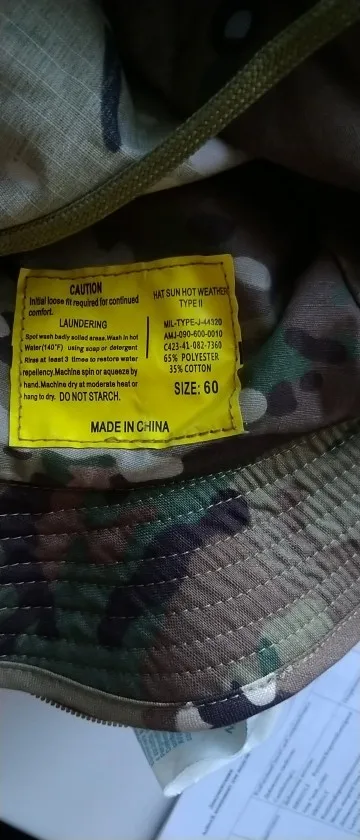 CAUTION
Initial loose fit required for continued
comfort.
LAUNDERING
Spot wash badly soiled areas.Wash in hot
Water(140°F) using soap or detergent
Rinse at least 3 times to restore water
repellency.Machine spin or squeeze by
hand.Machine dry at moderate heat or
hang to dry. DO NOT STARCH.
HAT SUN HOT WEATHER
TYPE II
MIL-TYPE-J-44320
AMJ-090-600-0010
C423-41-082-7360
65% POLYESTER
35% COTTON
SIZE: 60
MADE IN CHINA